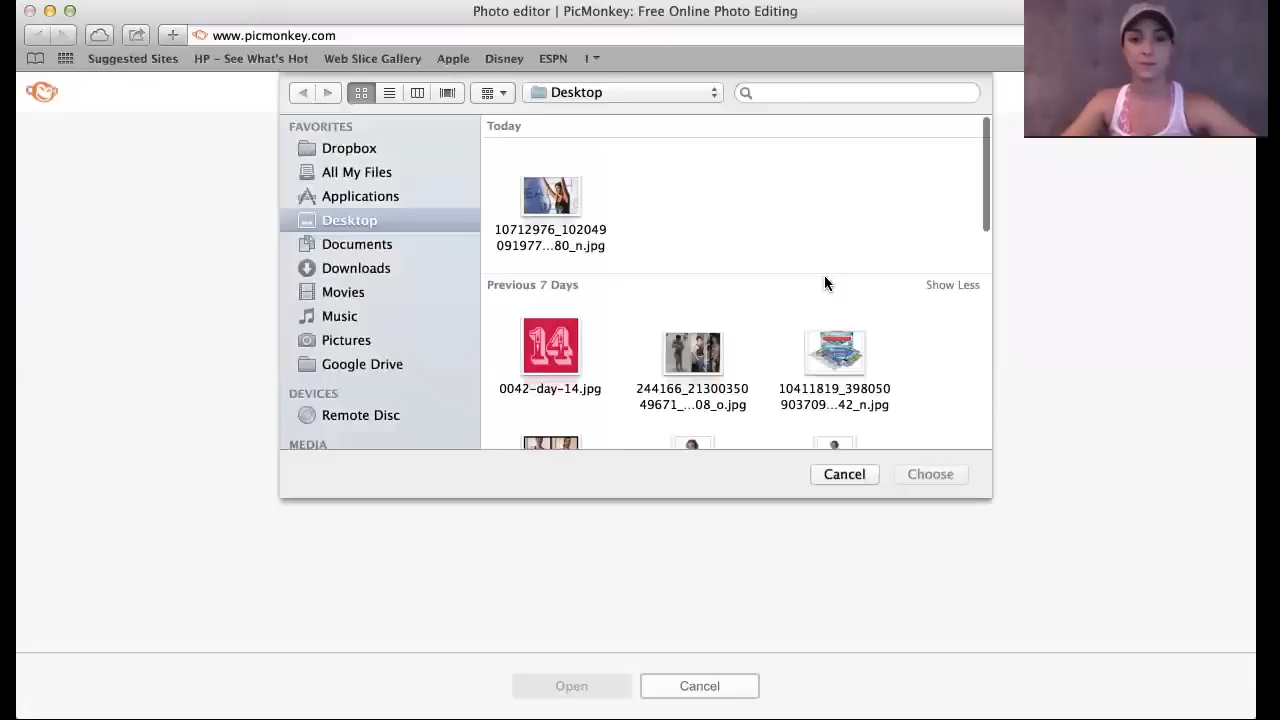 Photo editor | PicMonkey: Free Online Photo Editing
www.picmonkey.com
Suggested Sites HP – See What's Hot Web Slice Gallery Apple Disney ESPN
Desktop
FAVORITES
Dropbox
All My Files
Applications
Desktop
Documents
Downloads
Movies
Music
Pictures
Google Drive
DEVICES
Remote Disc
MEDIA
Today
10712976_102049
091977...80_n.jpg
Previous 7 Days Show Less
14
0042-day-14.jpg
244166_21300350
49671_...08_o.jpg
10411819_398050
903709...42_n.jpg
Cancel Choose
Open Cancel